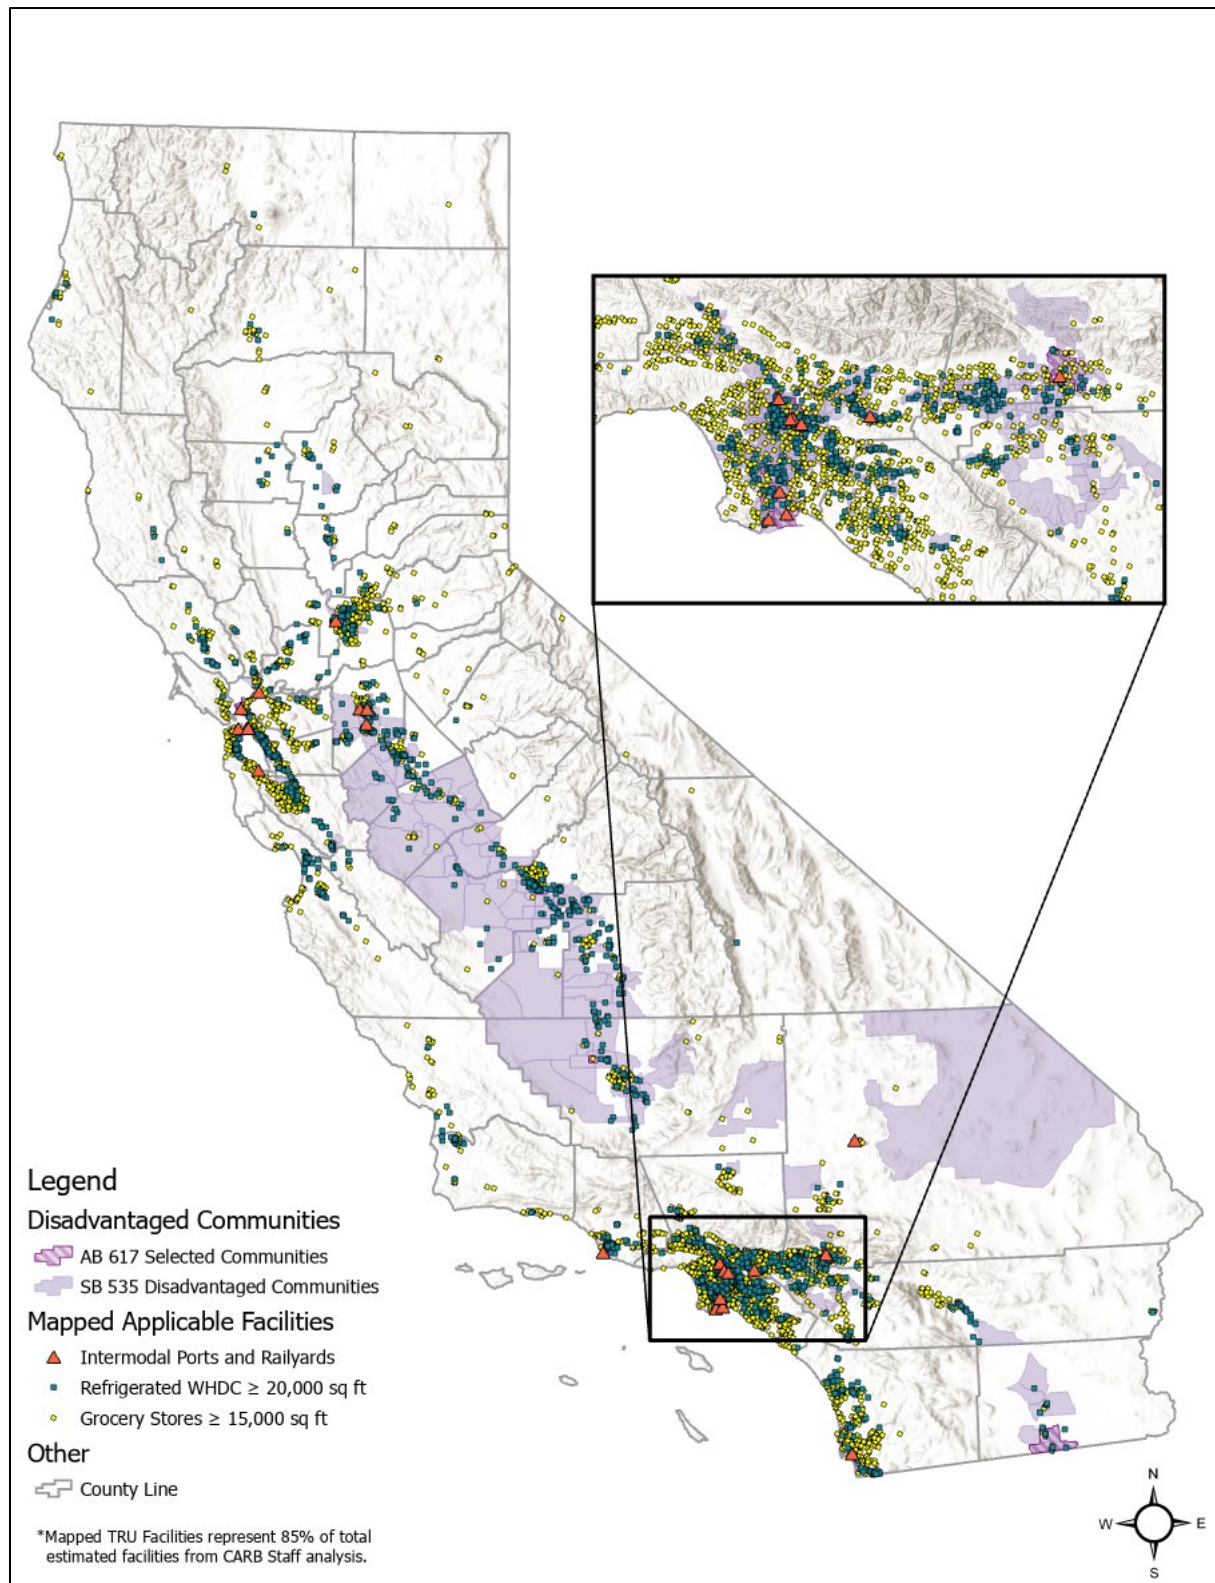 Legend
Disadvantaged Communities
AB 617 Selected Communities
SB 535 Disadvantaged Communities
Mapped Applicable Facilities
Intermodal Ports and Railyards
Refrigerated WHDC ≥ 20,000 sq ft
Grocery Stores ≥ 15,000 sq ft
Other
County Line
*Mapped TRU Facilities represent 85% of total
estimated facilities from CARB Staff analysis.
N
W E
S